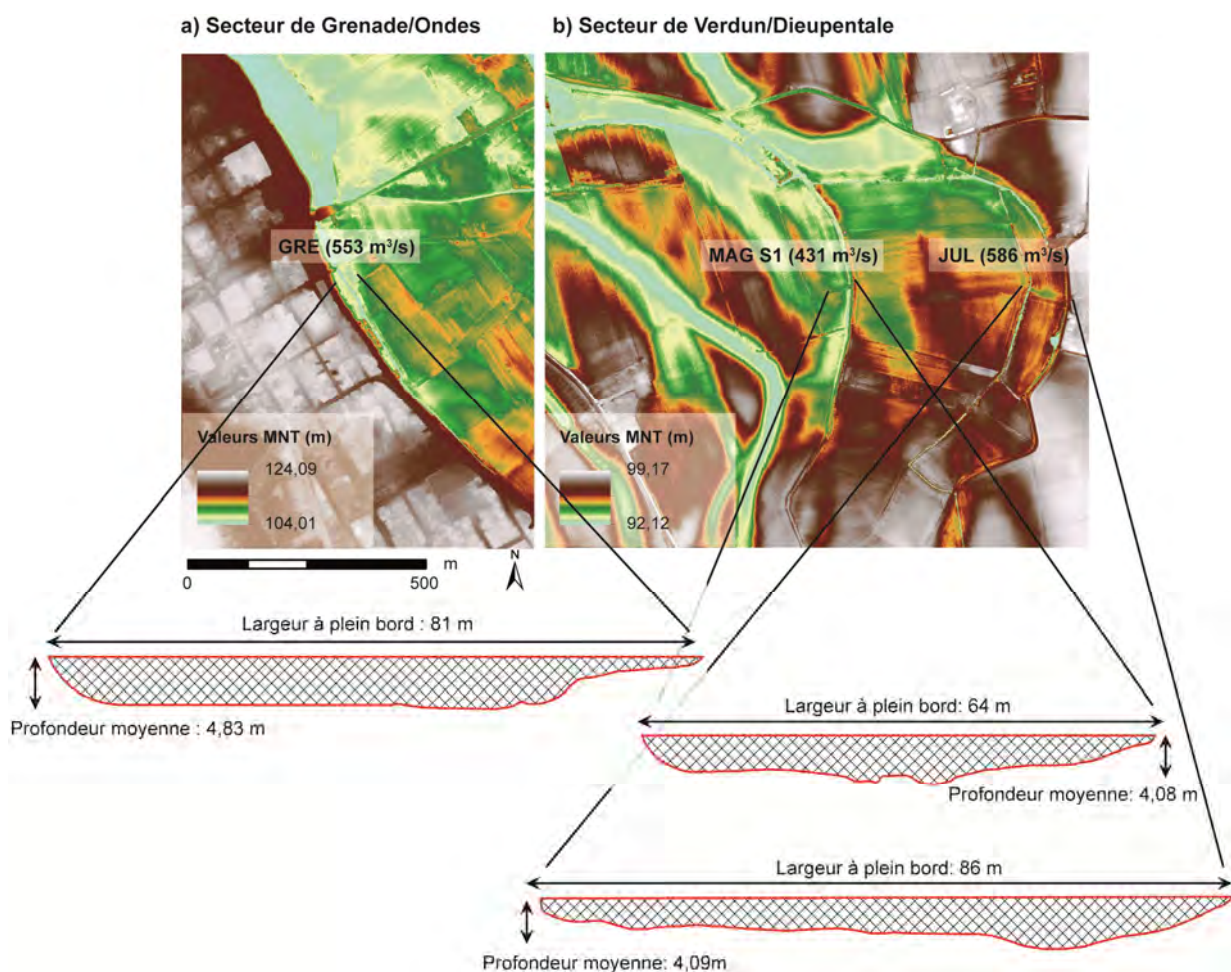 a) Secteur de Grenade/Ondes
b) Secteur de Verdun/Dieupentale
GRE (553 m³/s)
MAG S1 (431 m³/s)
JUL (586 m³/s)
Valeurs MNT (m)
124,09
104,01
Valeurs MNT (m)
99,17
92,12
m
N
0
500
Largeur à plein bord : 81 m
Profondeur moyenne : 4,83 m
Largeur à plein bord: 64 m
Profondeur moyenne: 4,08 m
Largeur à plein bord: 86 m
Profondeur moyenne: 4,09m